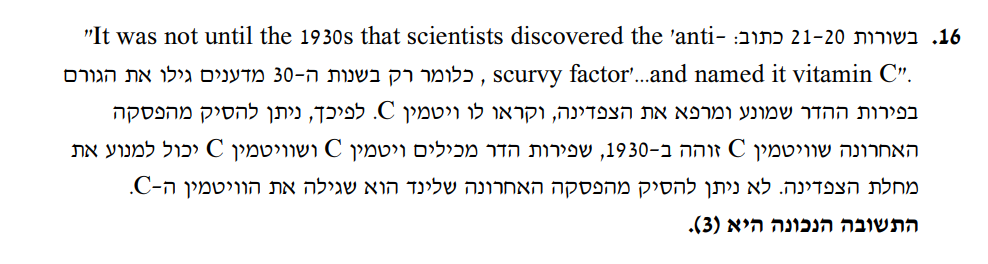 16. בשורות 21-20 כתוב: "It was not until the 1930s that scientists discovered the 'anti-
scurvy factor'...and named it vitamin C". , כלומר רק בשנות ה-30 מדענים גילו את הגורם
בפירות ההדר שמונע ומרפא את הצפדינה, וקראו לו ויטמין C. לפיכך, ניתן להסיק מהפסקה
האחרונה שוויטמין C זוהה ב-1930, שפירות הדר מכילים ויטמין C ושוויטמין C יכול למנוע את
מחלת הצפדינה. לא ניתן להסיק מהפסקה האחרונה שלינד הוא שגילה את הוויטמין ה-C.
התשובה הנכונה היא (3).